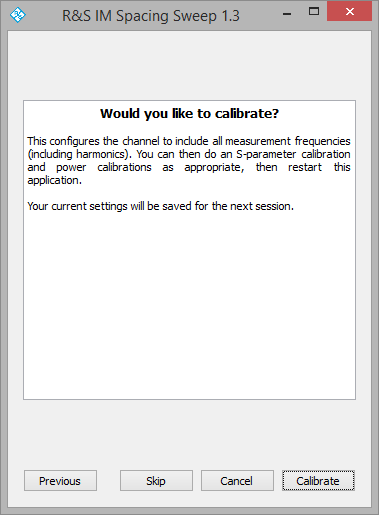 R&S IM Spacing Sweep 1.3
Would you like to calibrate?
This configures the channel to include all measurement frequencies
(including harmonics). You can then do an S-parameter calibration
and power calibrations as appropriate, then restart this
application.
Your current settings will be saved for the next session.
Previous
Skip
Cancel
Calibrate